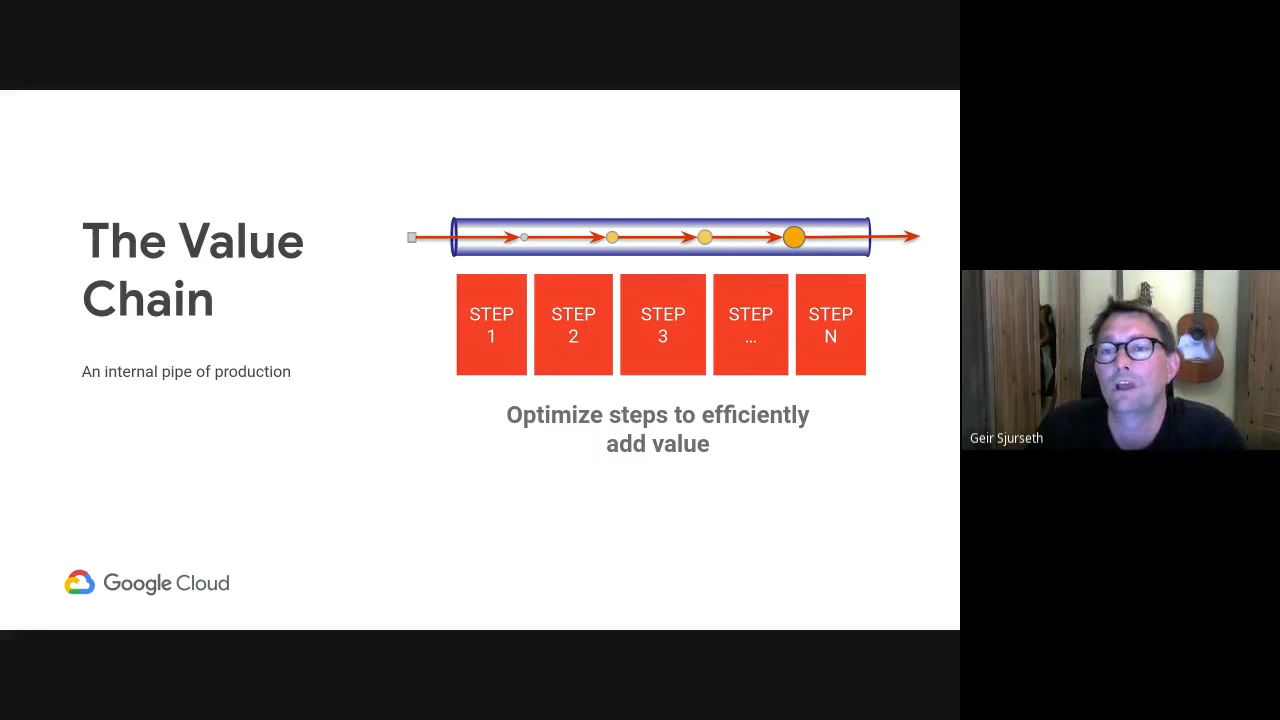 The Value
Chain
An internal pipe of production
STEP
1
STEP
2
STEP
3
STEP
...
STEP
N
Optimize steps to efficiently
add value
Google Cloud
Geir Sjurseth